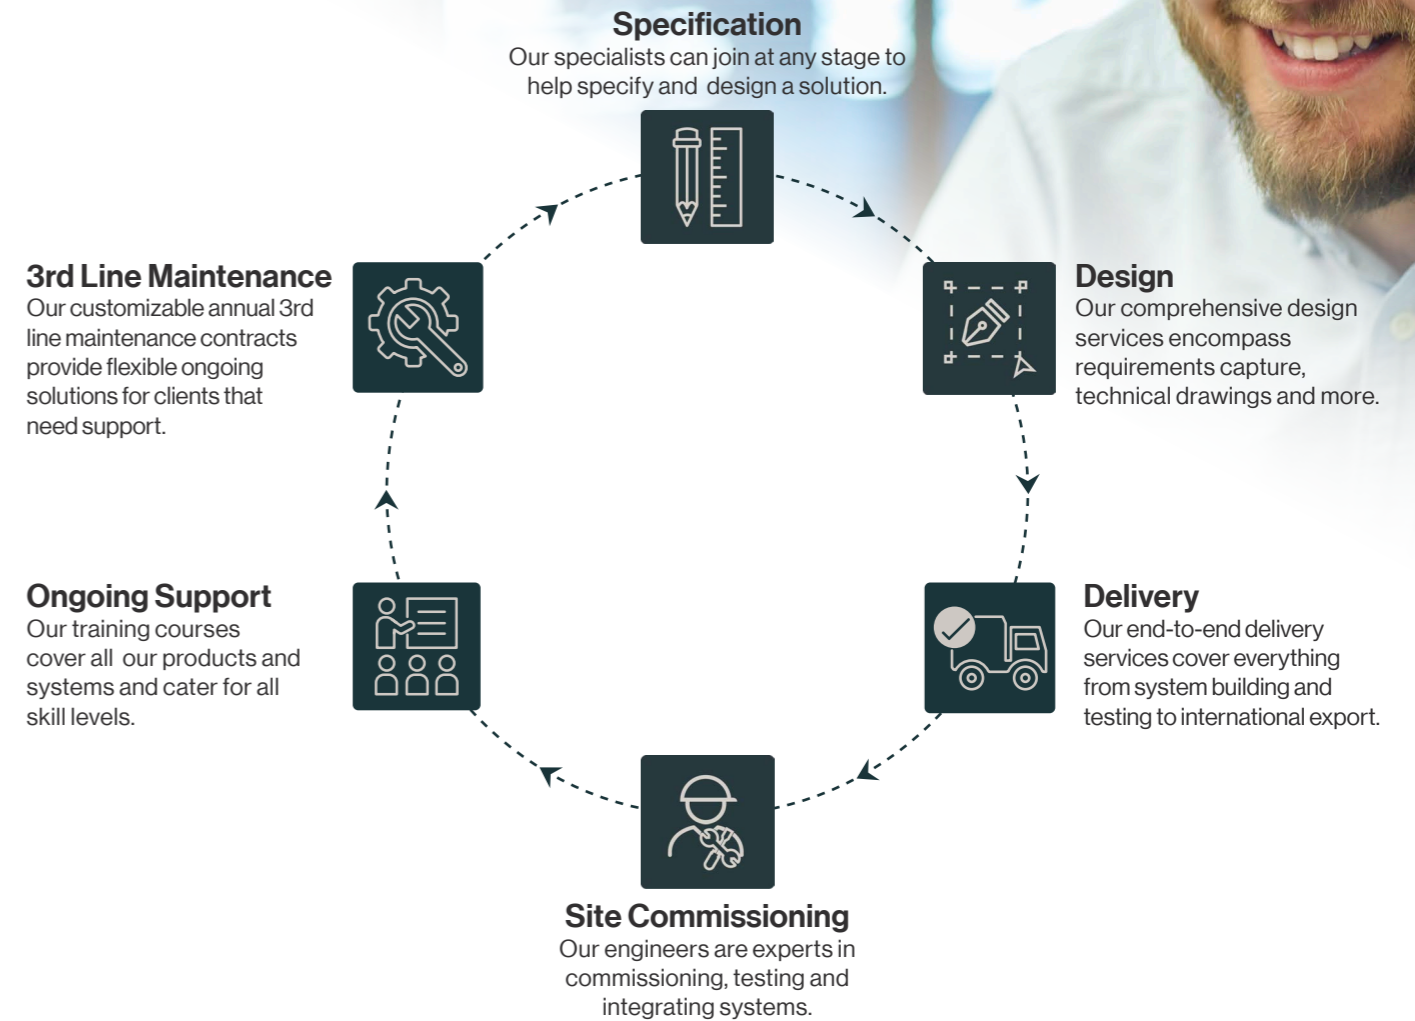 Specification
Our specialists can join at any stage to
help specify and design a solution.
Design
Our comprehensive design
services encompass
requirements capture,
technical drawings and more.
Delivery
Our end-to-end delivery
services cover everything
from system building and
testing to international export.
Site Commissioning
Our engineers are experts in
commissioning, testing and
integrating systems.
Ongoing Support
Our training courses
cover all our products and
systems and cater for all
skill levels.
3rd Line Maintenance
Our customizable annual 3rd
line maintenance contracts
provide flexible ongoing
solutions for clients that
need support.